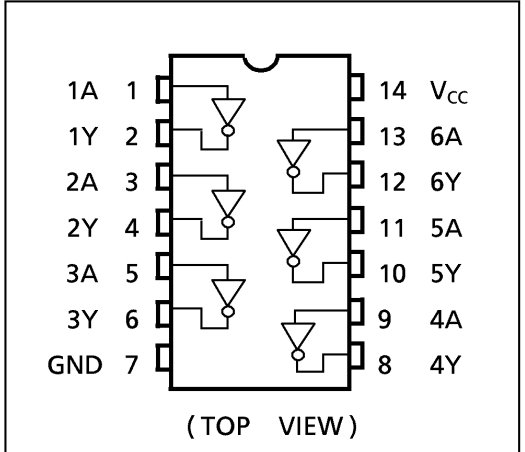 1A 1 14 VCC
1Y 2 13 6A
2A 3 12 6Y
2Y 4 11 5A
3A 5 10 5Y
3Y 6 9 4A
GND 7 8 4Y
(TOP VIEW)